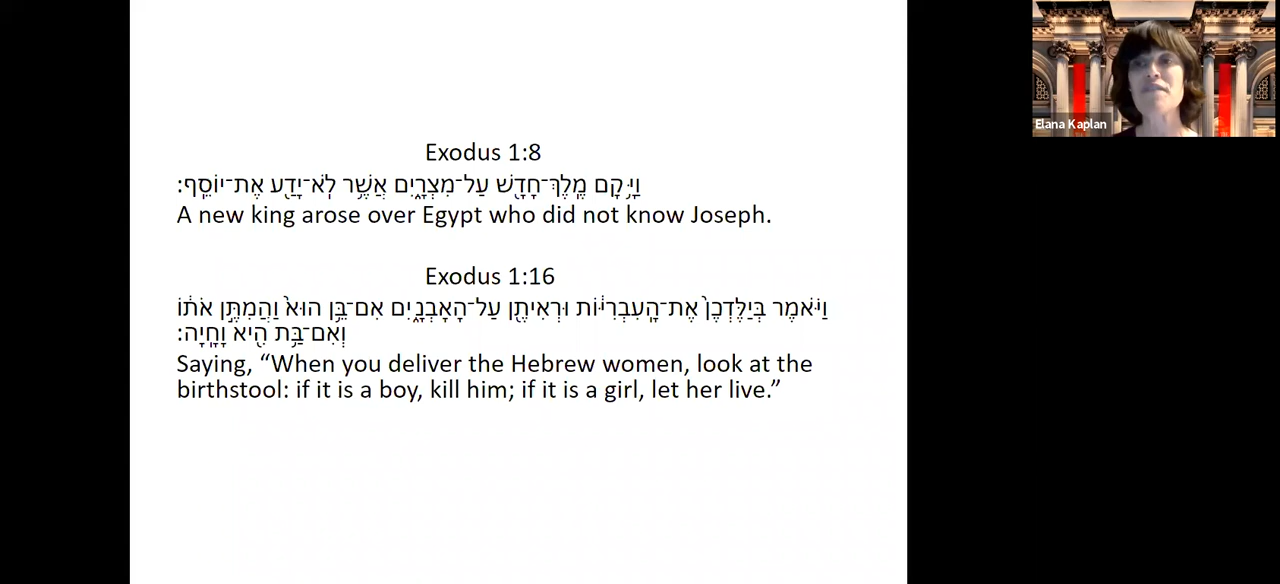 Exodus 1:8
וַיָּ֥קׇם מֶֽלֶךְ־חָדָ֖שׁ עַל־מִצְרָ֑יִם אֲשֶׁ֥ר לֹֽא־יָדַ֖ע אֶת־יוֹסֵֽף׃
A new king arose over Egypt who did not know Joseph.
Exodus 1:16
וַיֹּ֗אמֶר בְּיַלֶּדְכֶן֙ אֶת־הָֽעִבְרִיּ֔וֹת וּרְאִיתֶ֖ן עַל־הָאׇבְנָ֑יִם אִם־בֵּ֥ן הוּא֙ וַהֲמִתֶּ֣ן אֹת֔וֹ
וְאִם־בַּ֥ת הִ֖יא וָחָֽיָה׃
Saying, “When you deliver the Hebrew women, look at the
birthstool: if it is a boy, kill him; if it is a girl, let her live.”
Elana Kaplan